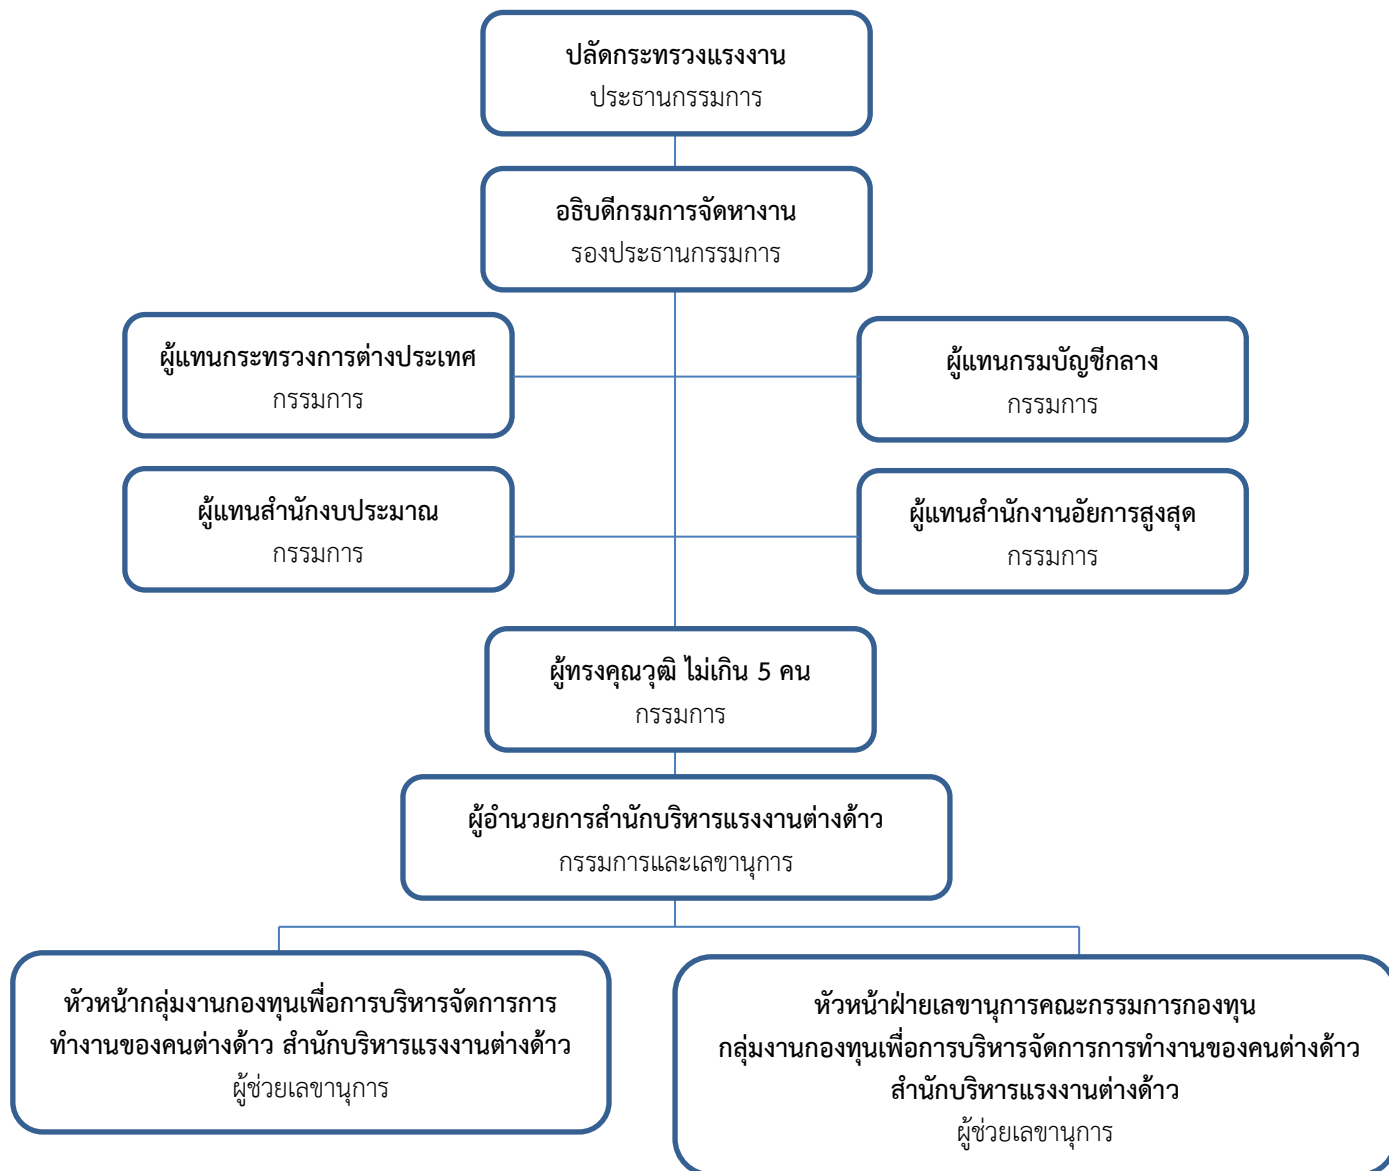 ปลัดกระทรวงแรงงาน
ประธานกรรมการ
อธิบดีกรมการจัดหางาน
รองประธานกรรมการ
ผู้แทนกระทรวงการต่างประเทศ
กรรมการ
ผู้แทนกรมบัญชีกลาง
กรรมการ
ผู้แทนสำนักงบประมาณ
กรรมการ
ผู้แทนสำนักงานอัยการสูงสุด
กรรมการ
ผู้ทรงคุณวุฒิ ไม่เกิน 5 คน
กรรมการ
ผู้อำนวยการสำนักบริหารแรงงานต่างด้าว
กรรมการและเลขานุการ
หัวหน้ากลุ่มงานกองทุนเพื่อการบริหารจัดการการ
ทำงานของคนต่างด้าว สำนักบริหารแรงงานต่างด้าว
ผู้ช่วยเลขานุการ
หัวหน้าฝ่ายเลขานุการคณะกรรมการกองทุน
กลุ่มงานกองทุนเพื่อการบริหารจัดการการทำงานของคนต่างด้าว
สำนักบริหารแรงงานต่างด้าว
ผู้ช่วยเลขานุการ